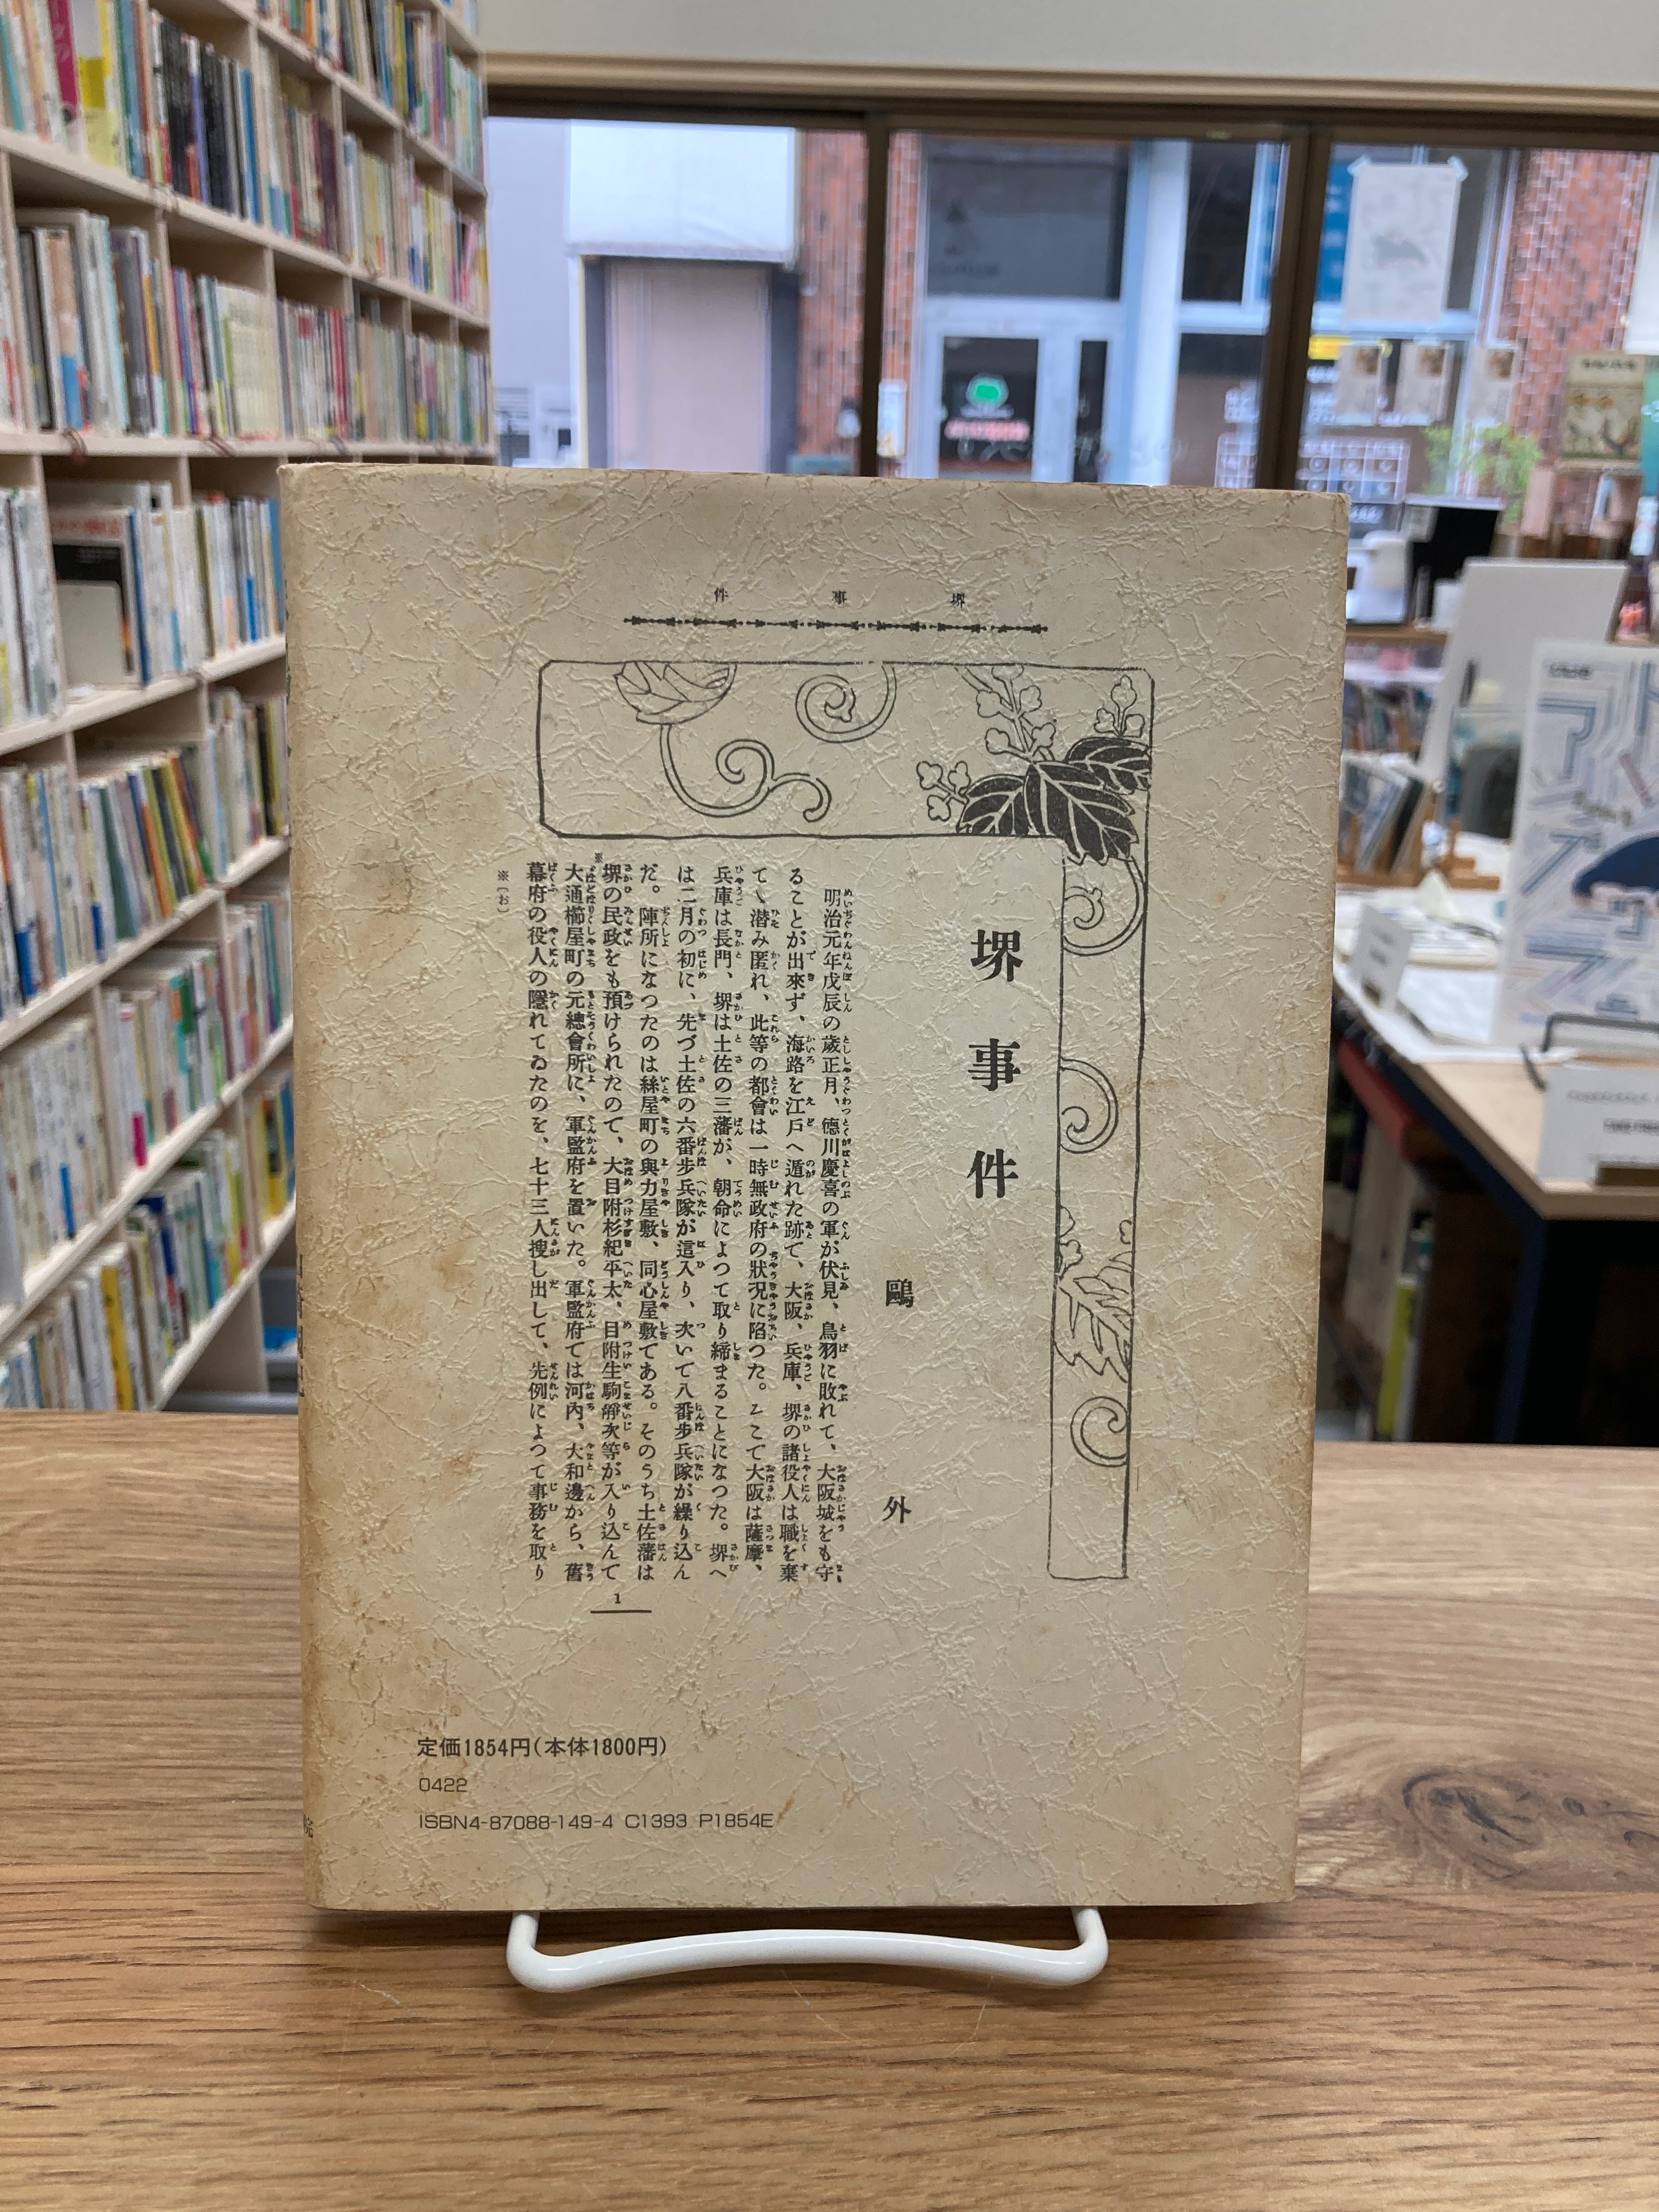 堺事件
堺事件
鷗外
明治元年戊辰の歳正月、德川慶喜の軍が伏見、鳥羽に敗れて、大阪城をも守
ることが出來ず、海路を江戸へ遁れた跡て、大阪、兵庫、堺の諸役人は職を棄
てゝ潜み匿れ、此等の都會は一時無政府の狀況に陷つた。そこて大阪は薩摩、
兵庫は長門、堺は土佐の三藩が、朝命によつて取り締まることになつた。堺へ
は二月の初に、先づ土佐の六番步兵隊が這入り、次いて八番步兵隊が繰り込ん
だ。陣所になつたのは絲屋町の與力屋敷、同心屋敷てある。そのうち土佐藩は
※堺の民政をも預けられたのて、大目附杉紀平太、目附生駒靜次等が入り込んて
大通櫛屋町の元總會所に、軍監府を置いた。軍監府ては河內、大和邊から、舊
幕府の役人の隱れてゐたのを、七十三人搜し出して、先例によつて事務を取り
※〔お〕
1
定価1854円(本体1800円)
0422
ISBN4-87088-149-4 C1393 P1854E